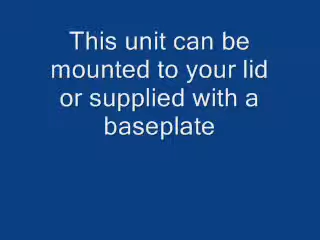 This unit can be
mounted to your lid
or supplied with a
baseplate